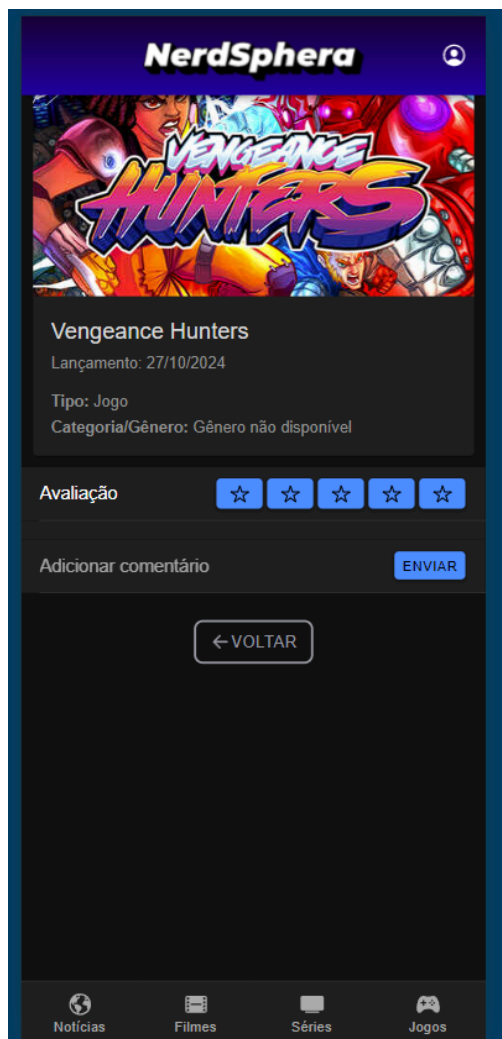 NerdSphera
VENGEANCE
HUNTERS
Vengeance Hunters
Lançamento: 27/10/2024
Tipo: Jogo
Categoria/Gênero: Gênero não disponível
Avaliação
Adicionar comentário ENVIAR
VOLTAR
Notícias Filmes Séries Jogos